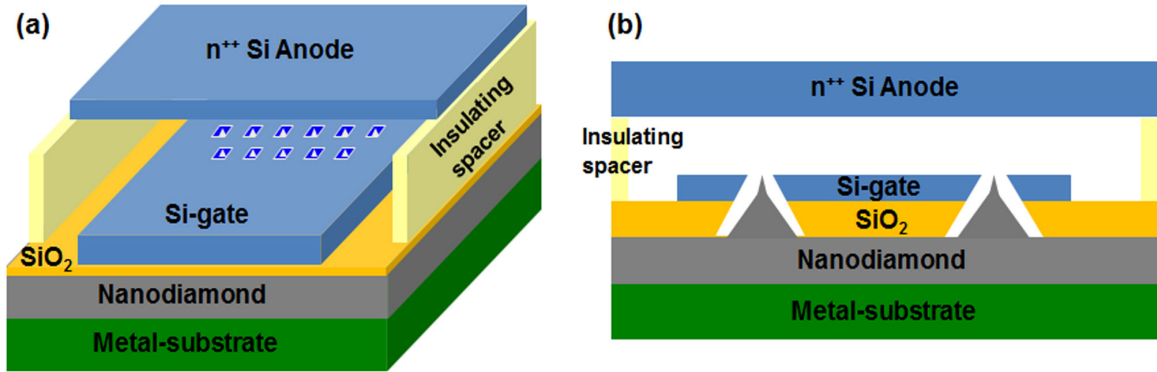 (a)
n++ Si Anode
Insulating
spacer
Si-gate
SiO2
Nanodiamond
Metal-substrate
(b)
n++ Si Anode
Insulating
spacer
Si-gate
SiO2
Nanodiamond
Metal-substrate